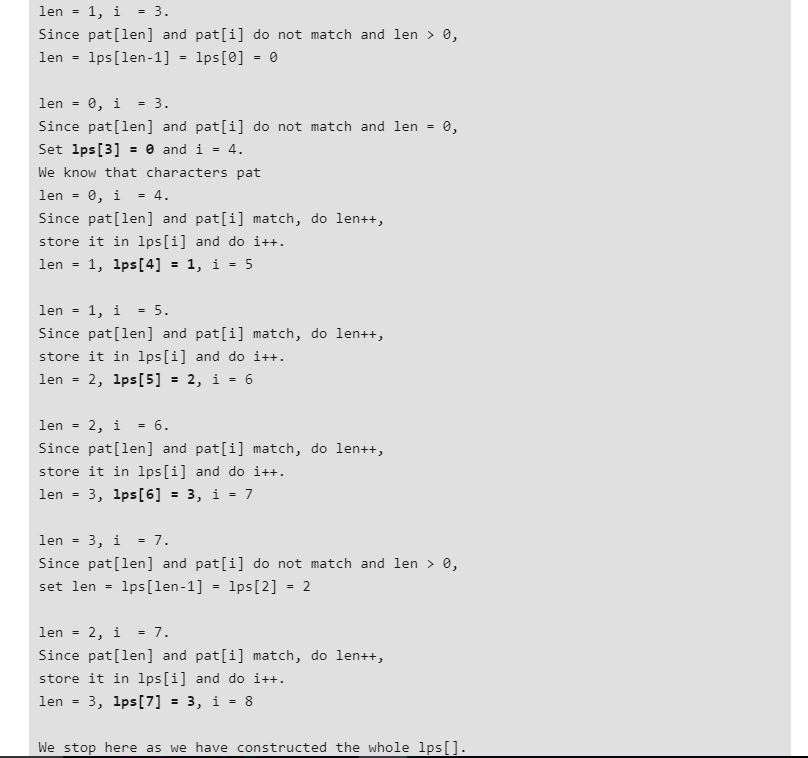 len = 1, i  = 3.
Since pat[len] and pat[i] do not match and len > 0,
len = lps[len-1] = lps[0] = 0
len = 0, i  = 3.
Since pat[len] and pat[i] do not match and len = 0,
Set lps[3] = 0 and i = 4.
We know that characters pat
len = 0, i  = 4.
Since pat[len] and pat[i] match, do len++,
store it in lps[i] and do i++.
len = 1, lps[4] = 1, i = 5
len = 1, i  = 5.
Since pat[len] and pat[i] match, do len++,
store it in lps[i] and do i++.
len = 2, lps[5] = 2, i = 6
len = 2, i  = 6.
Since pat[len] and pat[i] match, do len++,
store it in lps[i] and do i++.
len = 3, lps[6] = 3, i = 7
len = 3, i  = 7.
Since pat[len] and pat[i] do not match and len > 0,
set len = lps[len-1] = lps[2] = 2
len = 2, i  = 7.
Since pat[len] and pat[i] match, do len++,
store it in lps[i] and do i++.
len = 3, lps[7] = 3, i = 8
We stop here as we have constructed the whole lps[].